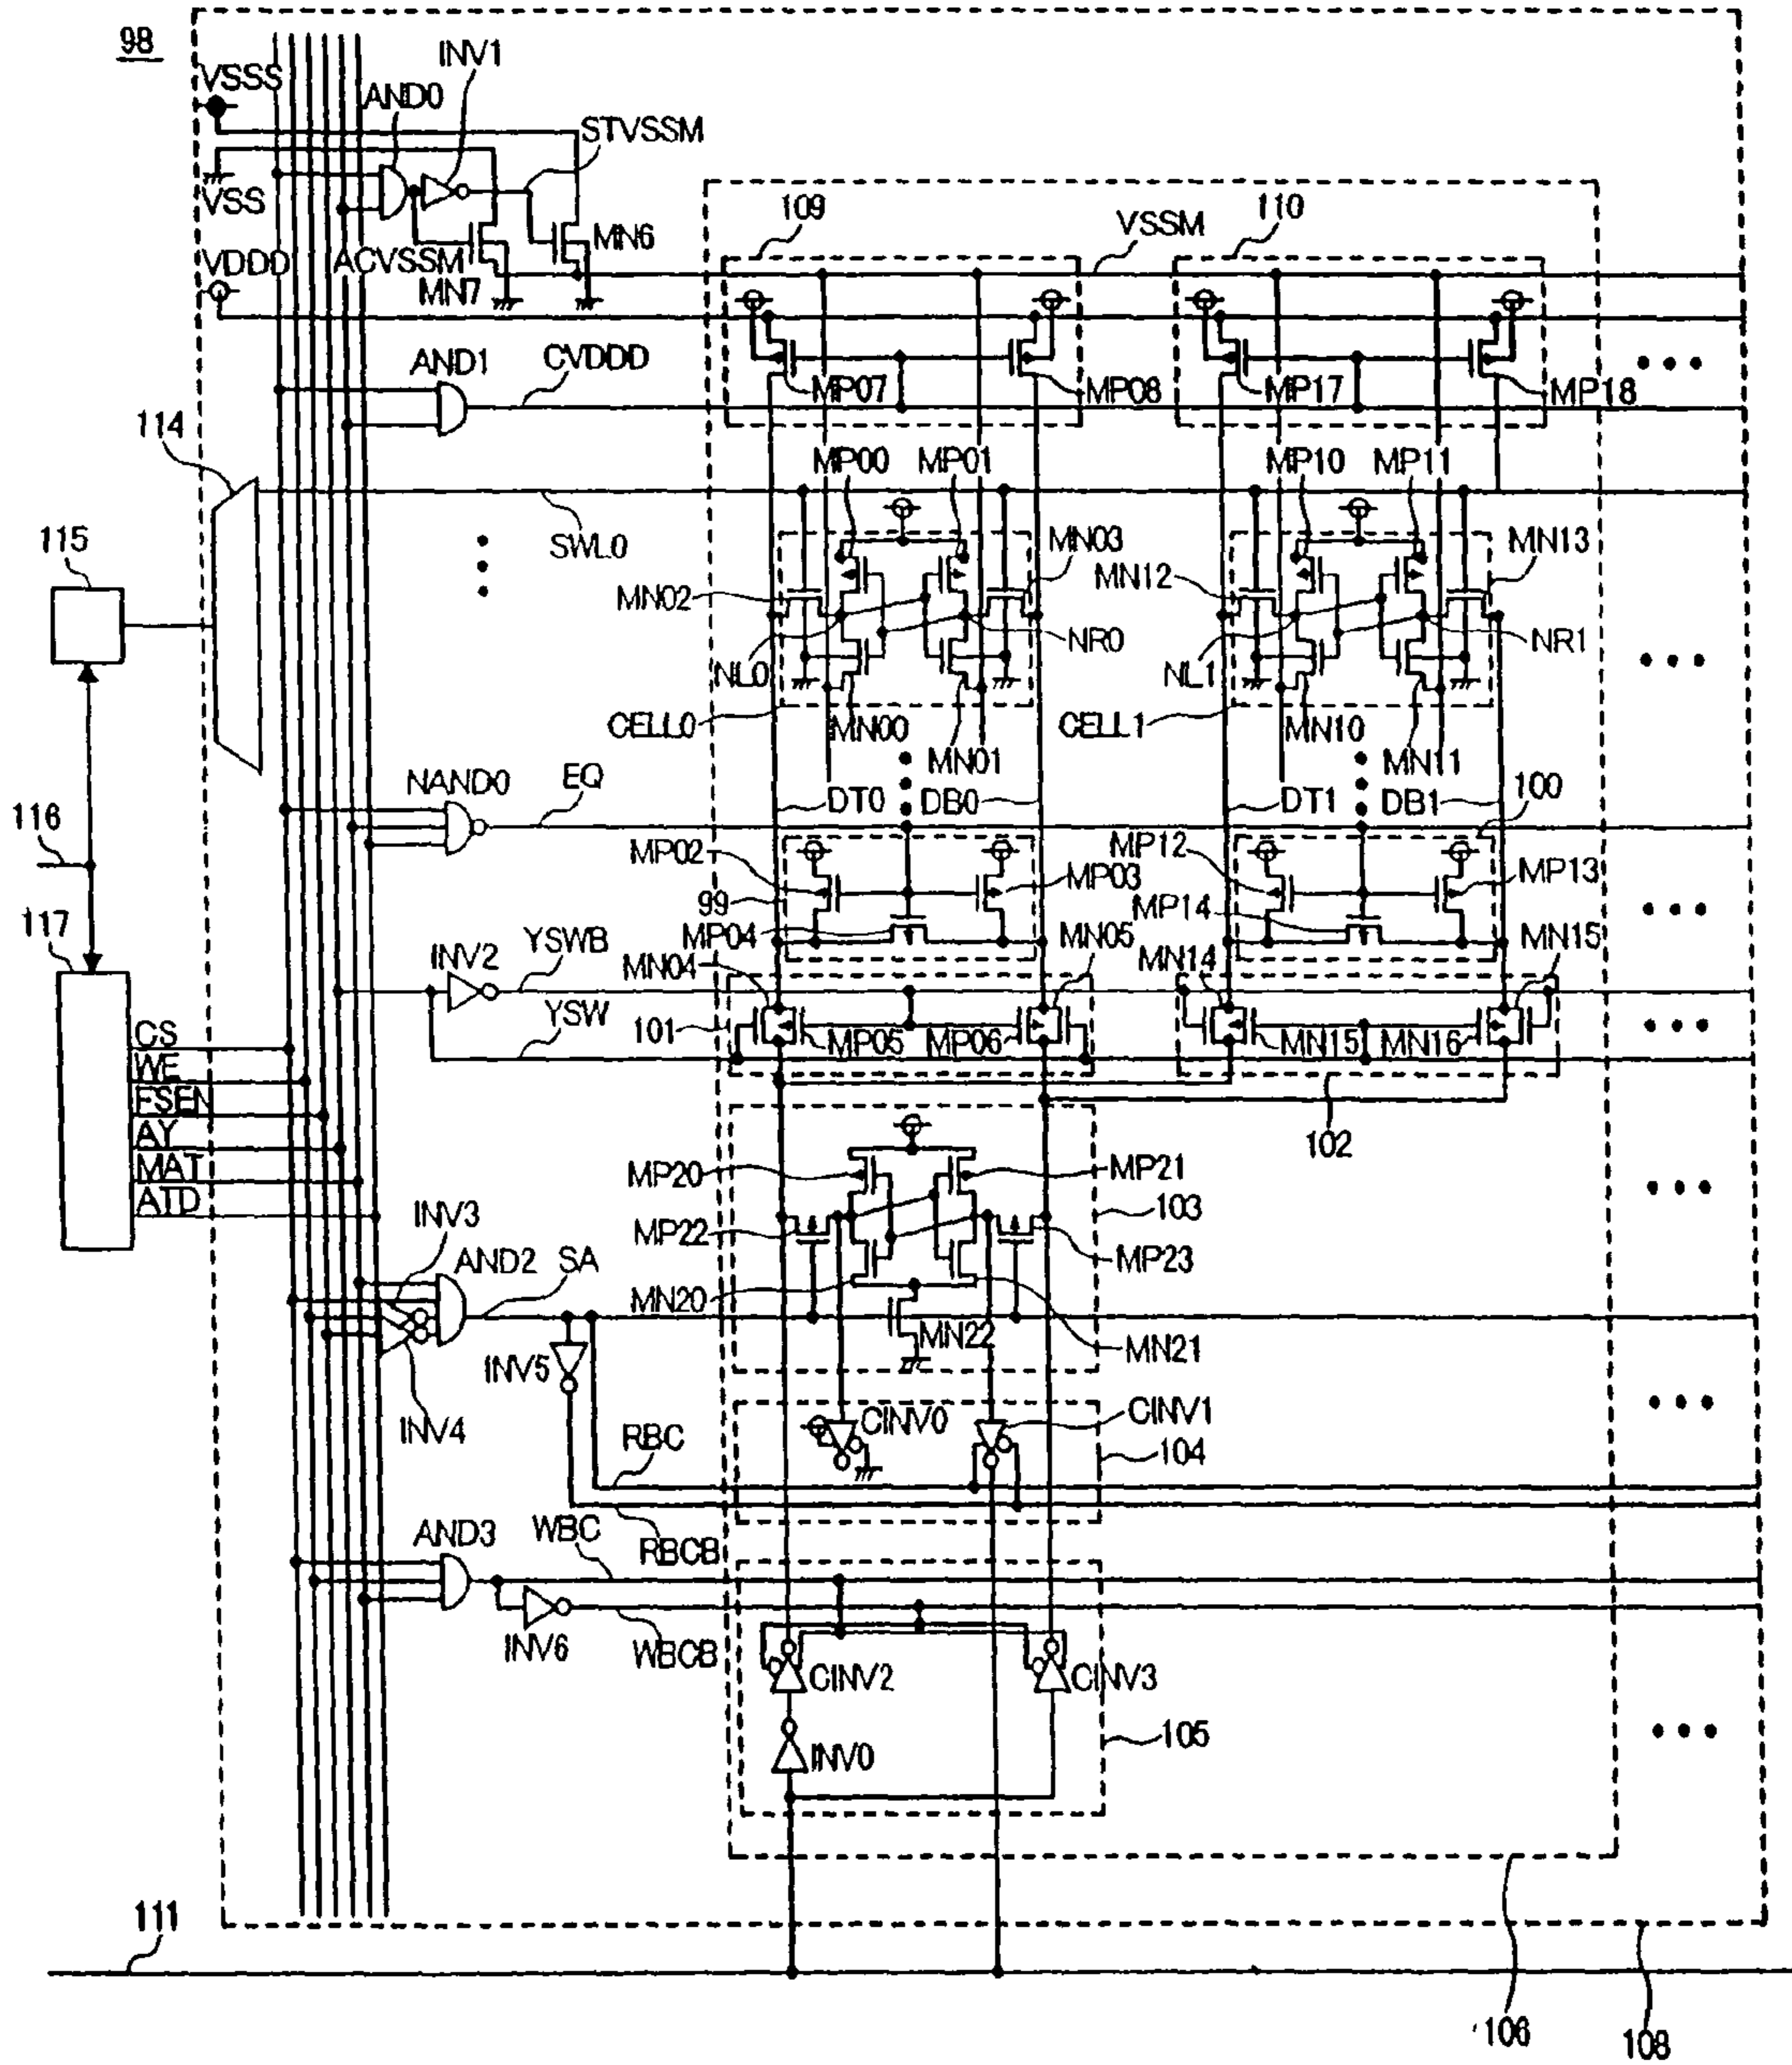 98
VSSS
INV1
AND0
STVSSM
VSS
MN6
109
VSSM
110
VDDD
ACVSSM
MN7
AND1
CVDDD
MP07
MP08
MP17
MP18
114
MP00
MP01
MP10
MP11
115
SWL0
MN03
MN13
MN02
MN12
NL0
NR0
NL1
NR1
CELL0
MN00
MN01
CELL1
MN10
MN11
NAND0
EQ
DT0
DB0
DT1
DB1
100
116
MP02
MP03
MP12
MP13
99
MP04
MN05
MP14
MN15
117
INV2
YSWB
MN04
MN14
101
YSW
MP05
MP06
MN15
MN16
CS
WE
FSEN
AY
MAT
ATD
102
MP20
MP21
INV3
MP22
103
AND2
SA
MP23
MN20
MN22
MN21
INV5
INV4
CINV0
CINV1
RBC
104
AND3
WBC
RBCB
INV6
WBCB
CINV2
CINV3
INV0
105
111
106
108